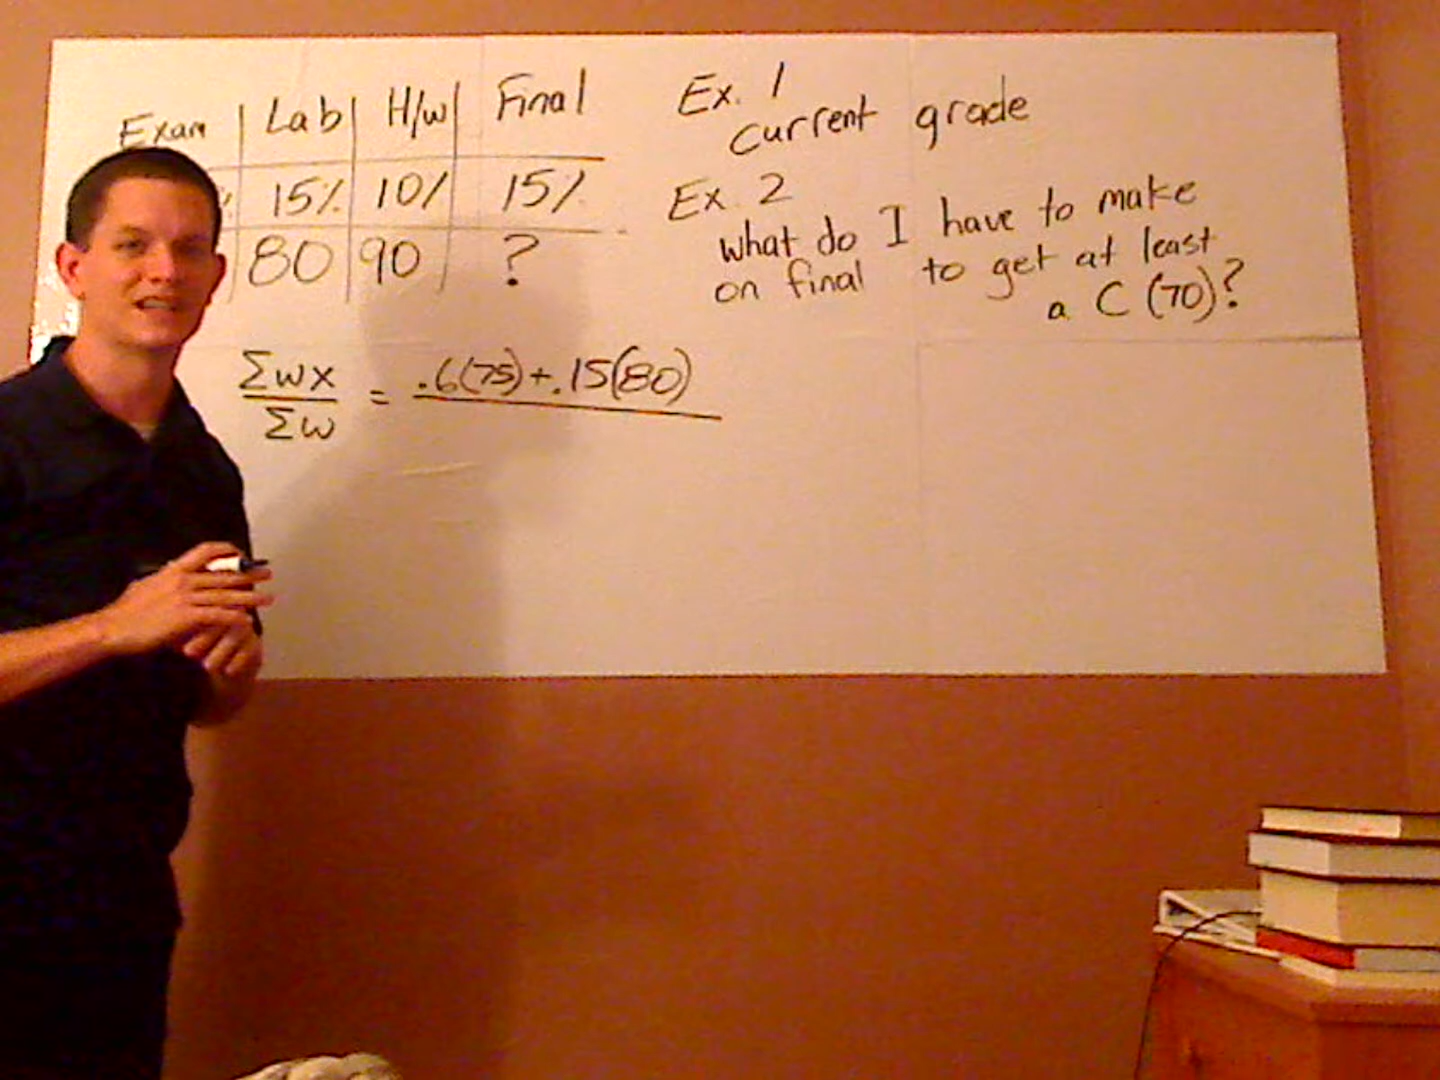 Exam Lab H/w Final
% 15% 10% 15%
80 90 ?
Ex. 1
current grade
Ex. 2
what do I have to make
on final to get at least
a C (70)?
Σwx = .6(75)+.15(80)
Σw